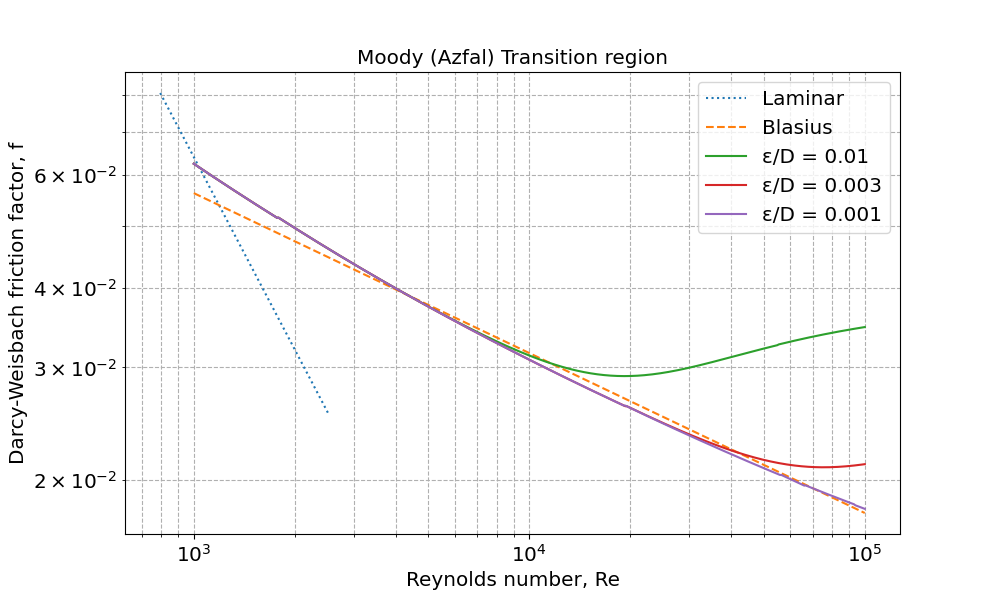 Moody (Azfal) Transition region
Darcy-Weisbach friction factor, f
6 × 10⁻²
4 × 10⁻²
3 × 10⁻²
2 × 10⁻²
Laminar
Blasius
ε/D = 0.01
ε/D = 0.003
ε/D = 0.001
10³
10⁴
10⁵
Reynolds number, Re